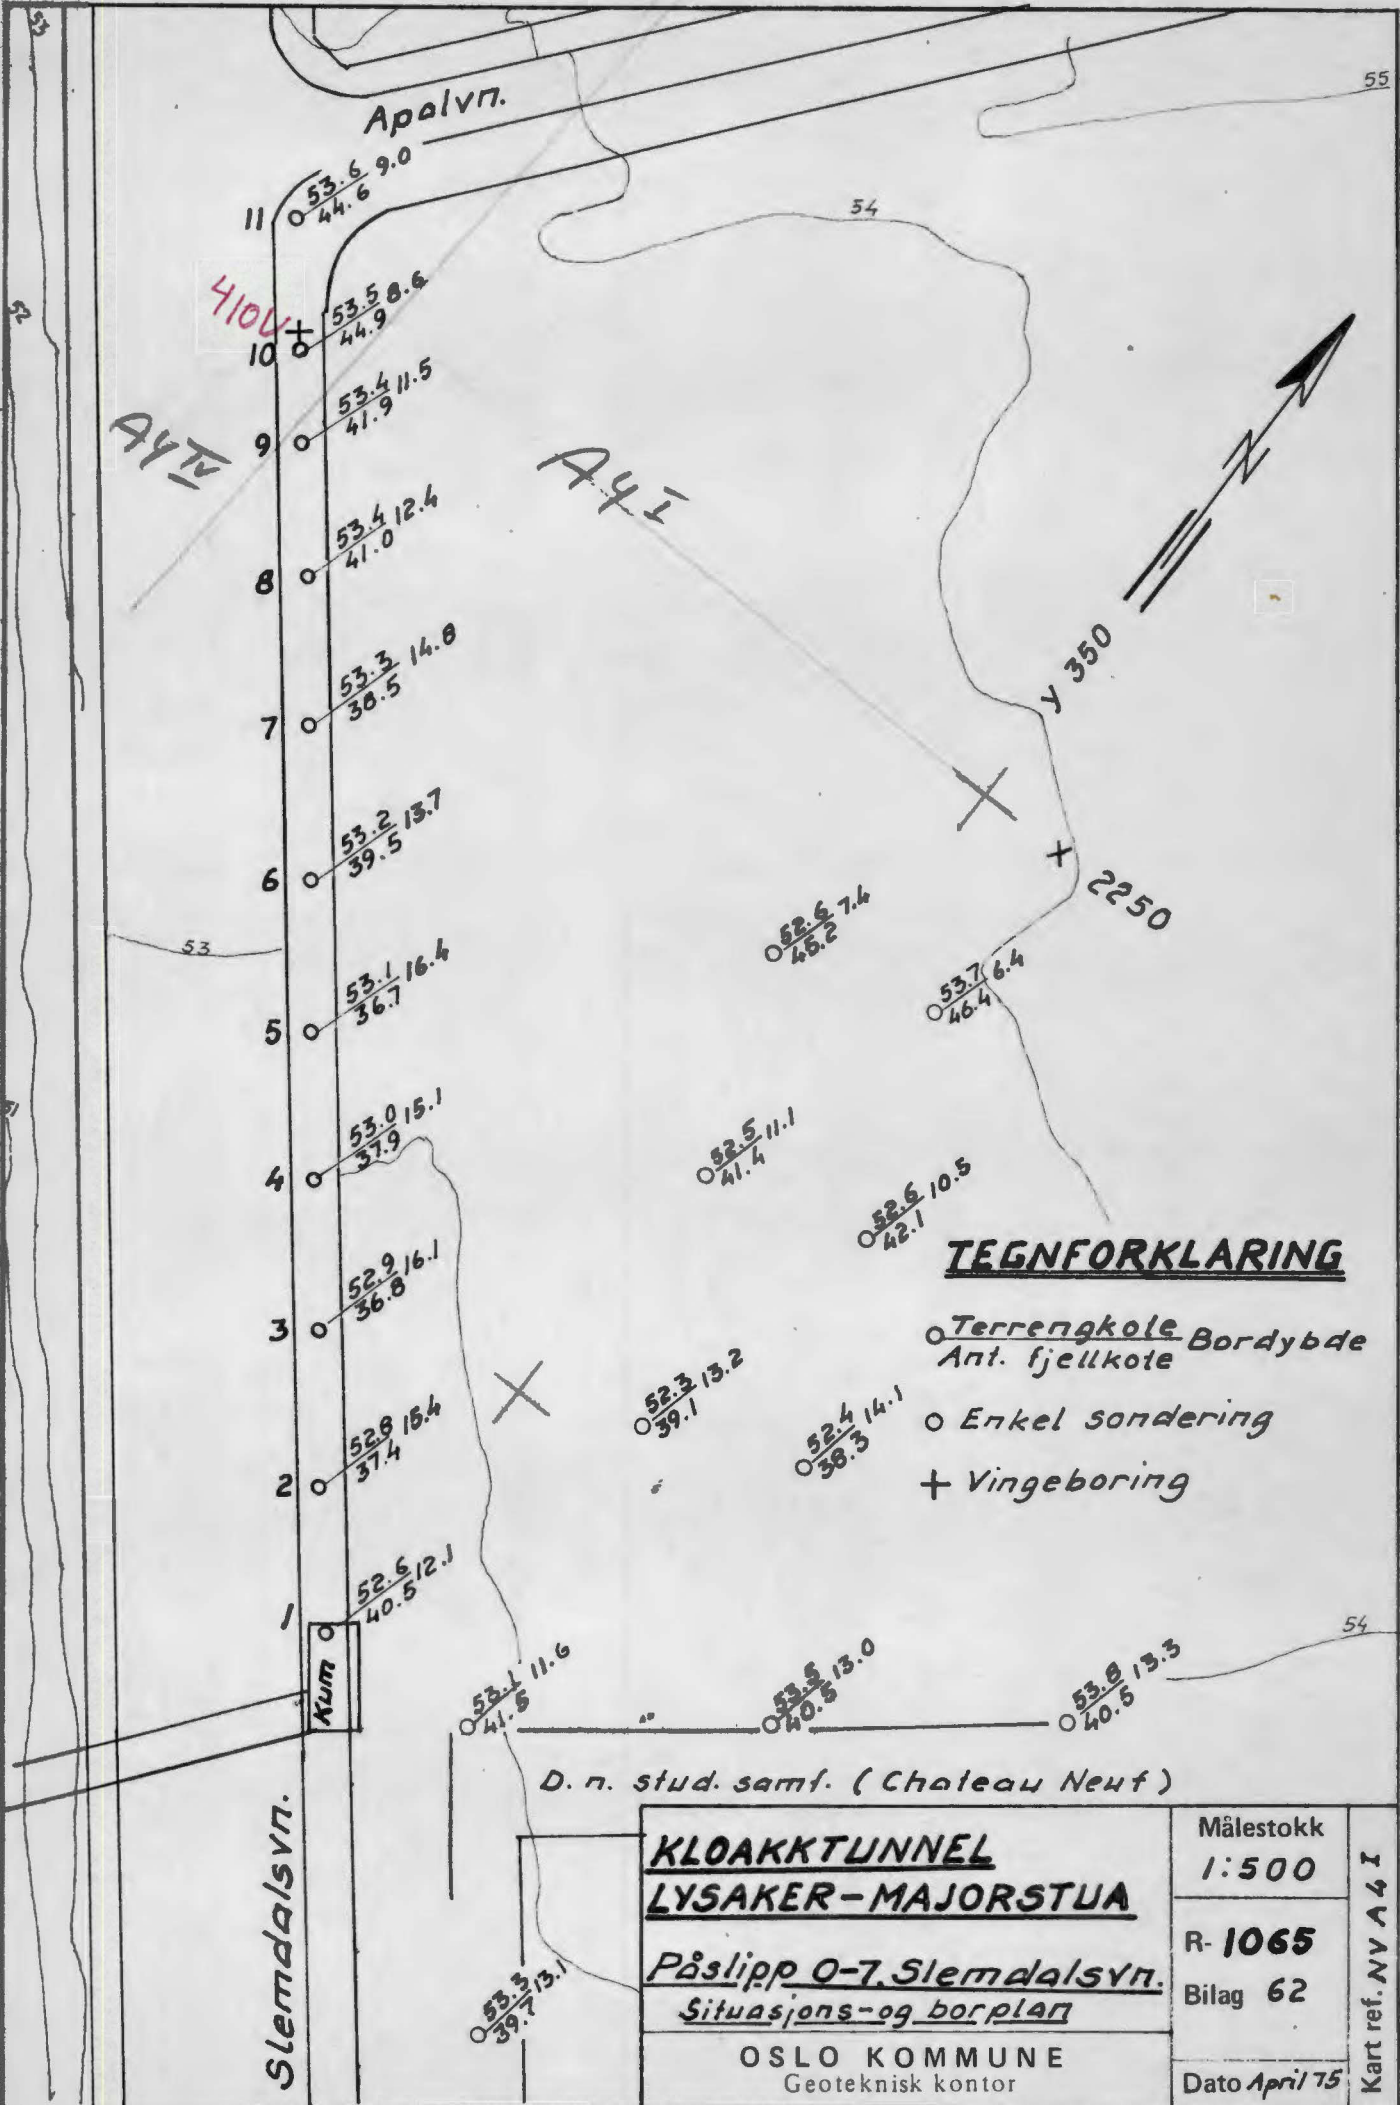 53
55
Apalvn.
11 53.6 9.0
44.6
54
52
410V
10 53.5 8.6
44.9
9 53.4 11.5
41.9
A4 IV
A4 I
8 53.4 12.4
41.0
N
Y 350
7 53.3 14.8
38.5
6 53.2 13.7
39.5
2250
52.6 7.4
45.2
53
53.7 6.4
46.4
5 53.1 16.4
36.7
51
4 53.0 15.1
37.9
52.5 11.1
41.4
52.6 10.5
42.1
TEGNFORKLARING
Terrengkote Bordybde
Ant. fjellkote
Enkel sondering
Vingeboring
3 52.9 16.1
36.8
52.3 13.2
39.1
52.4 14.1
38.3
2 52.8 15.4
37.4
1 52.6 12.1
40.5
Kum
54
53.1 11.6
41.5
53.5 13.0
40.5
53.8 13.3
40.5
D. n. stud. samf. (Chateau Neuf)
Slemdalsvn.
53.3 13.1
39.7
KLOAKKTUNNEL
LYSAKER-MAJORSTUA
Påslipp 0-7. Slemdalsvn.
Situasjons-og borplan
OSLO KOMMUNE
Geoteknisk kontor
Målestokk
1:500
R- 1065
Bilag 62
Dato April 75
Kart ref. NV A4 I